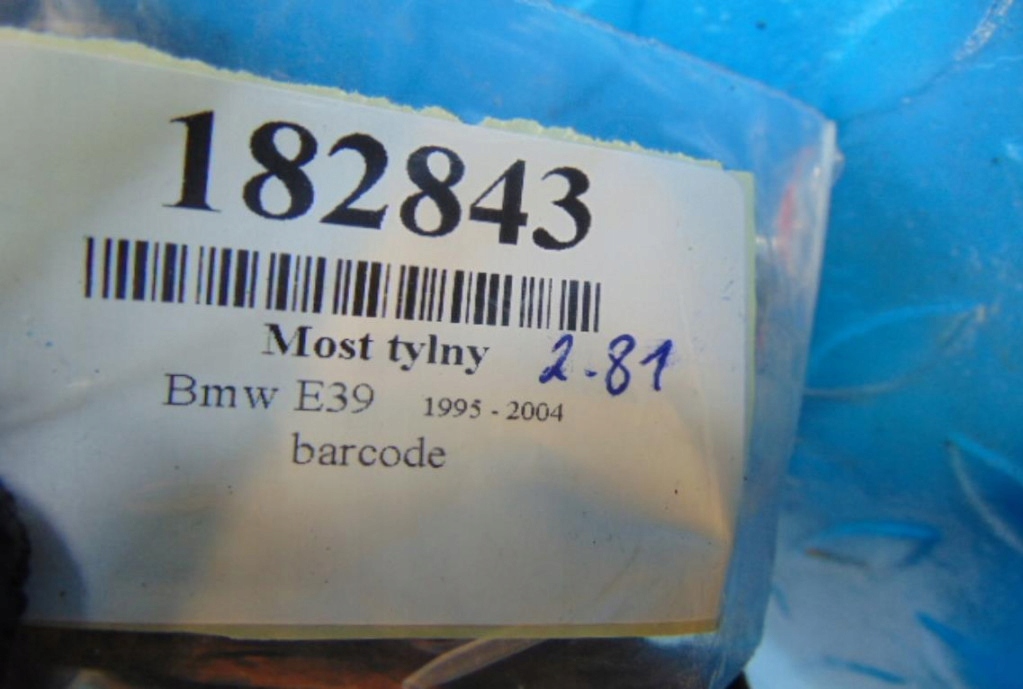 182843
Most tylny 2.81
Bmw E39 1995 - 2004
barcode